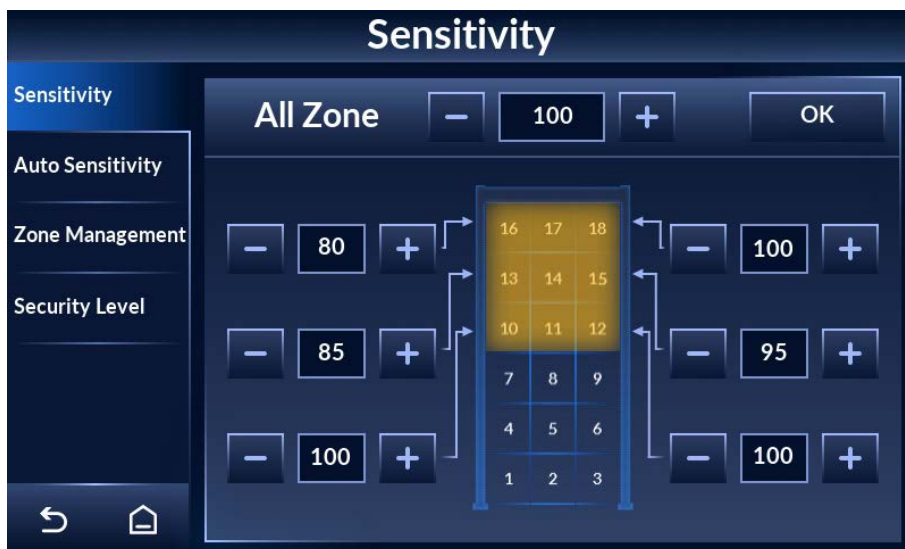 Sensitivity
Sensitivity
Auto Sensitivity
Zone Management
Security Level
All Zone − 100 + OK
− 80 + 16 17 18 − 100 +
13 14 15
− 85 + 10 11 12 − 95 +
7 8 9
− 100 + 4 5 6 − 100 +
1 2 3